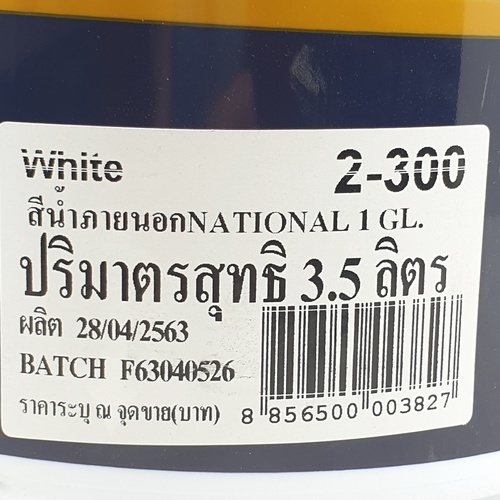 White 2-300
สีน้ำภายนอกNATIONAL 1 GL.
ปริมาตรสุทธิ 3.5 ลิตร
ผลิต 28/04/2563
BATCH F63040526
ราคาระบุ ณ จุดขาย(บาท)
8 856500 003827